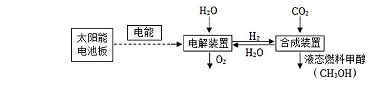 太阳能
电池板
电能
H₂O
电解装置
O₂
H₂
H₂O
CO₂
合成装置
液态燃料甲醇
(CH₃OH)